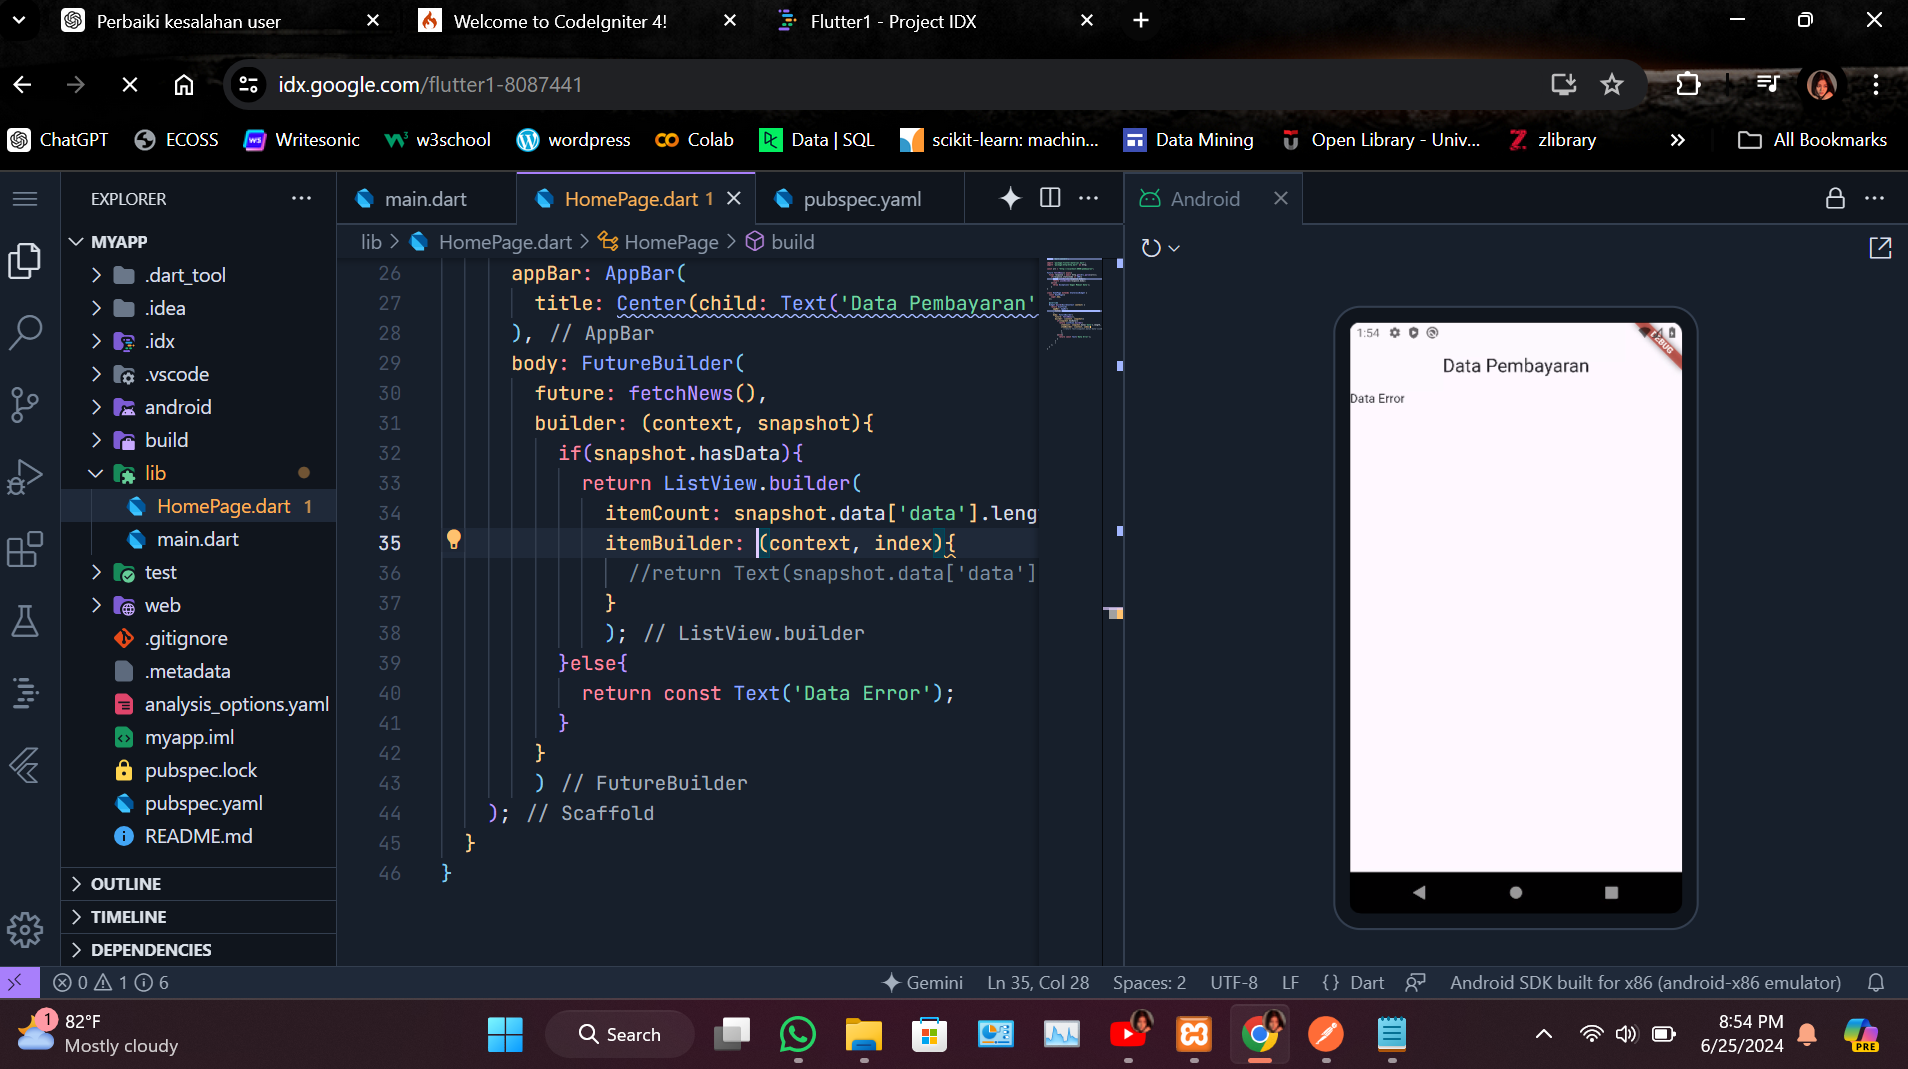 Perbaiki kesalahan user
Welcome to CodeIgniter 4!
Flutter1 - Project IDX
idx.google.com/flutter1-8087441
ChatGPT
ECOSS
Writesonic
w3school
wordpress
Colab
Data | SQL
scikit-learn: machin...
Data Mining
Open Library - Univ...
zlibrary
All Bookmarks
EXPLORER
main.dart
HomePage.dart 1
pubspec.yaml
Android
lib > HomePage.dart > HomePage > build
MYAPP
.dart_tool
.idea
.idx
.vscode
android
build
lib
HomePage.dart 1
main.dart
test
web
.gitignore
.metadata
analysis_options.yaml
myapp.iml
pubspec.lock
pubspec.yaml
README.md
OUTLINE
TIMELINE
DEPENDENCIES
26 appBar: AppBar(
27 title: Center(child: Text('Data Pembayaran'
28 ), // AppBar
29 body: FutureBuilder(
30 future: fetchNews(),
31 builder: (context, snapshot){
32 if(snapshot.hasData){
33 return ListView.builder(
34 itemCount: snapshot.data['data'].leng
35 itemBuilder: (context, index){
36 //return Text(snapshot.data['data']
37 }
38 ); // ListView.builder
39 }else{
40 return const Text('Data Error');
41 }
42 }
43 ) // FutureBuilder
44 ); // Scaffold
45 }
46 }
1:54
DEBUG
Data Pembayaran
Data Error
0 1 6
Gemini
Ln 35, Col 28
Spaces: 2
UTF-8
LF
{} Dart
Android SDK built for x86 (android-x86 emulator)
1
82°F
Mostly cloudy
Search
PRE
8:54 PM
6/25/2024